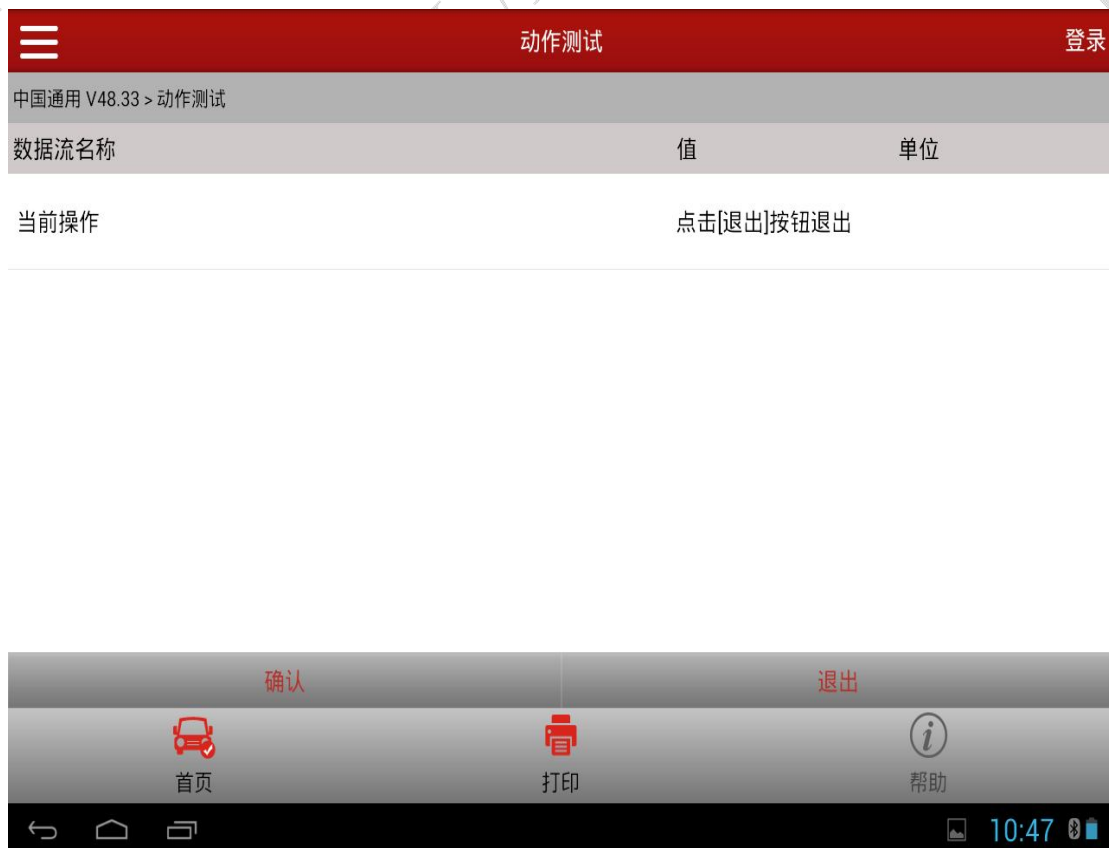 动作测试
登录
中国通用 V48.33 > 动作测试
数据流名称 值 单位
当前操作 点击[退出]按钮退出
确认 退出
首页 打印 帮助
10:47